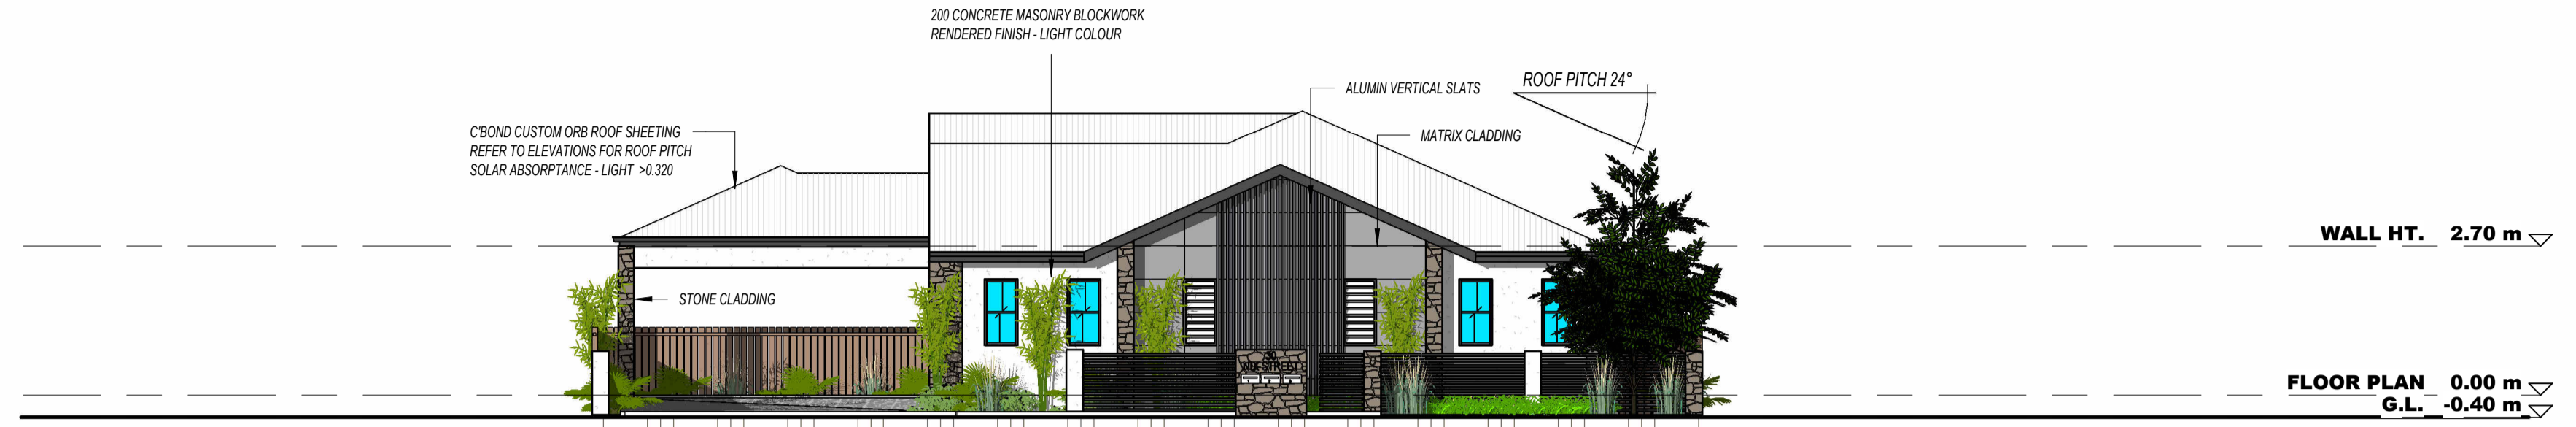 200 CONCRETE MASONRY BLOCKWORK
RENDERED FINISH - LIGHT COLOUR
ROOF PITCH 24°
ALUMIN VERTICAL SLATS
C'BOND CUSTOM ORB ROOF SHEETING
REFER TO ELEVATIONS FOR ROOF PITCH
SOLAR ABSORPTANCE - LIGHT >0.320
MATRIX CLADDING
WALL HT. 2.70 m
STONE CLADDING
30
STREET
FLOOR PLAN 0.00 m
G.L. -0.40 m